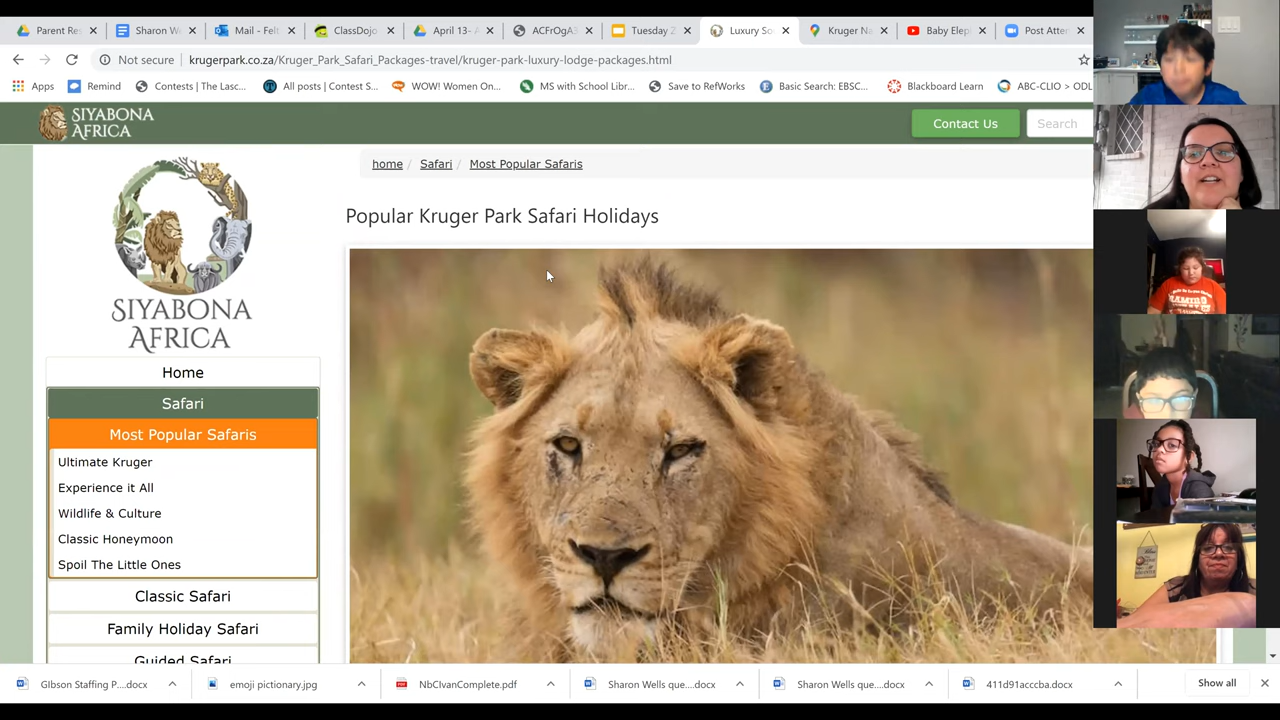 Parent Re
Sharon W
Mail - Felt
ClassDojo
April 13-
ACFrOgA
Tuesday Z
Luxury So
Kruger Na
Baby Elep
Post Atter
Not secure
krugerpark.co.za/Kruger_Park_Safari_Packages-travel/kruger-park-luxury-lodge-packages.html
Apps
Remind
Contests | The Lasc...
All posts | Contest S...
WOW! Women On...
MS with School Libr...
Save to RefWorks
Basic Search: EBSC...
Blackboard Learn
ABC-CLIO > ODL
SIYABONA
AFRICA
Contact Us
Search
home / Safari / Most Popular Safaris
Popular Kruger Park Safari Holidays
SIYABONA
AFRICA
Home
Safari
Most Popular Safaris
Ultimate Kruger
Experience it All
Wildlife & Culture
Classic Honeymoon
Spoil The Little Ones
Classic Safari
Family Holiday Safari
Guided Safari
GIbson Staffing P....docx
emoji pictionary.jpg
NbClvanComplete.pdf
Sharon Wells que....docx
Sharon Wells que....docx
411d91acccba.docx
Show all